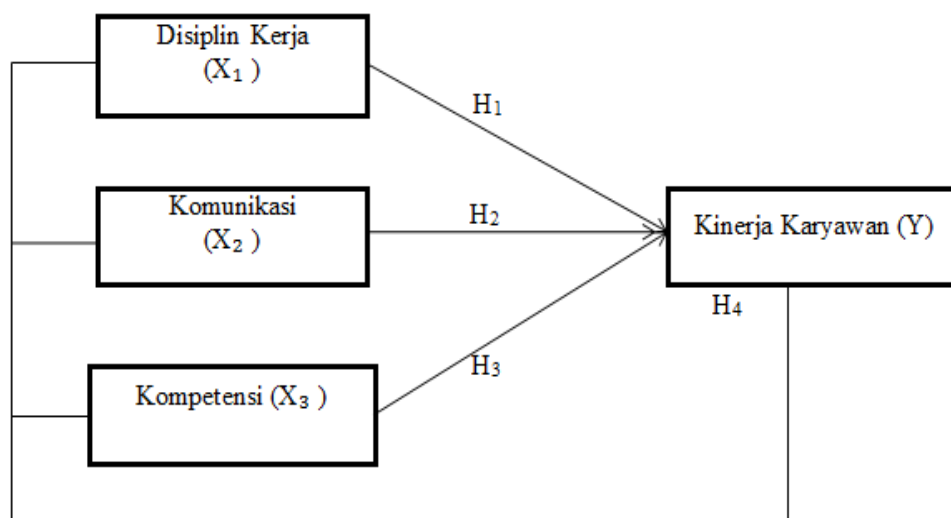 Disiplin Kerja
(X₁ )
H₁
Komunikasi
(X₂ )
H₂
Kinerja Karyawan (Y)
H₄
H₃
Kompetensi (X₃ )